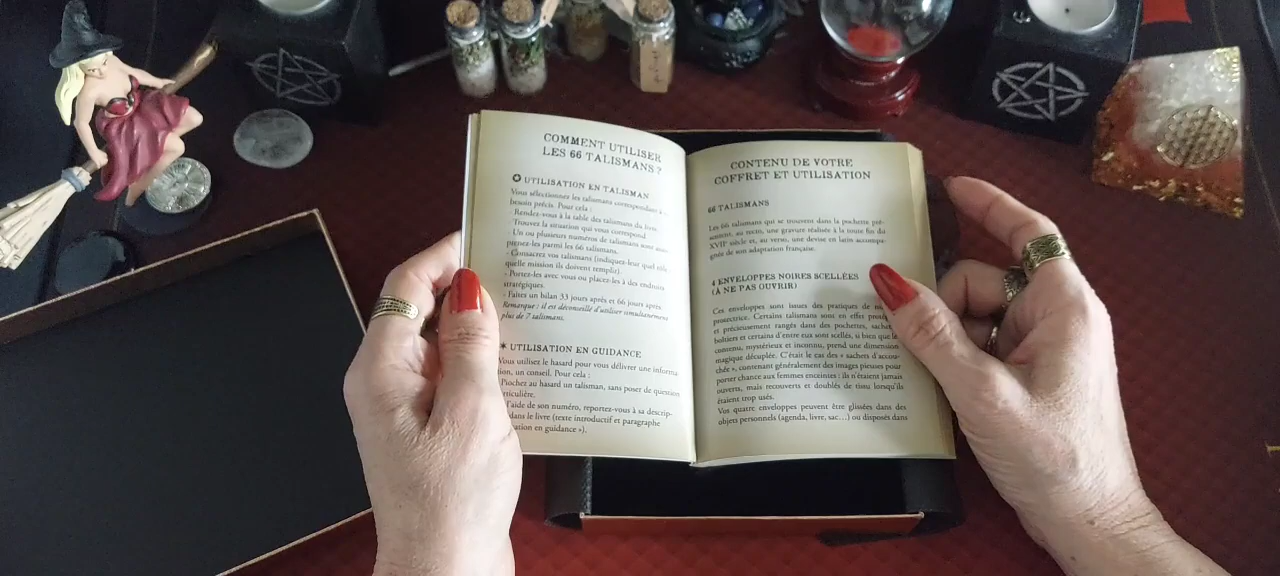 COMMENT UTILISER
LES 66 TALISMANS ?
✪ UTILISATION EN TALISMAN
Vous sélectionnez les talismans correspondant à
besoin précis. Pour cela :
- Rendez-vous à la table des talismans du livre.
- Trouvez la situation qui vous correspond.
- Un ou plusieurs numéros de talismans sont
prenez-les parmi les 66 talismans.
- Consacrez vos talismans (indiquez-leur quel
quelle mission ils doivent remplir).
- Portez-les avec vous ou placez-les à des endroits
stratégiques.
- Faites un bilan 33 jours après et 66 jours après.
Remarque : il est déconseillé d'utiliser simultanément
plus de 7 talismans.
✶ UTILISATION EN GUIDANCE
Vous utiliser le hasard pour vous délivrer une
un conseil. Pour cela :
Piochez au hasard un talisman, sans poser de question
l'aide de son numéro, reportez-vous à sa
dans le livre (texte introductif et paragraphe
en guidance »).
CONTENU DE VOTRE
COFFRET ET UTILISATION
66 TALISMANS
Les 66 talismans qui se trouvent dans la pochette
au recto, une gravure réalisée à la toute fin du
XVIIe siècle et, au verso, une devise en latin
de son adaptation française.
4 ENVELOPPES NOIRES SCELLÉES
(À NE PAS OUVRIR)
Ces enveloppes sont issues des pratiques de
protectrice. Certains talismans sont en effet
et précieusement rangés dans des pochettes,
boîtiers et certains d'entre eux sont scellés, si bien que le
contenu, mystérieux et inconnu, prend une dimension
magique décuplée. C'était le cas des « sachets d'accou-
chée », contenant généralement des images pieuses pour
porter chance aux femmes enceintes : ils n'étaient jamais
ouverts, mais recouverts et doublés de tissu lorsqu'ils
étaient trop usés.
Vos quatre enveloppes peuvent être glissées dans des
objets personnels (agenda, livre, sac…) ou disposés dans